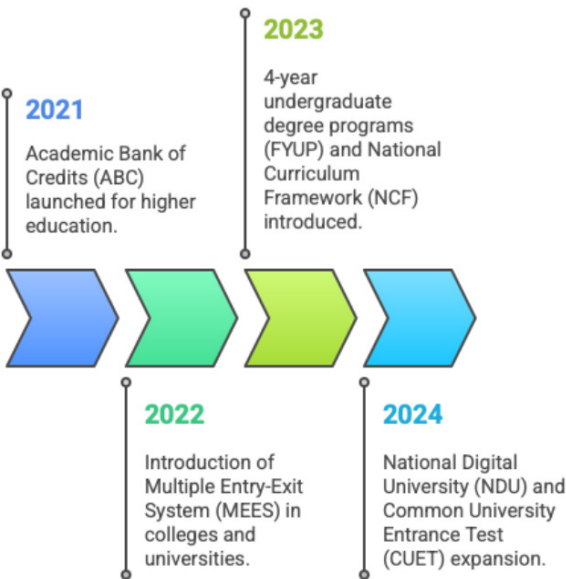 2021
Academic Bank of
Credits (ABC)
launched for higher
education.
2022
Introduction of
Multiple Entry-Exit
System (MEES) in
colleges and
universities.
2023
4-year
undergraduate
degree programs
(FYUP) and National
Curriculum
Framework (NCF)
introduced.
2024
National Digital
University (NDU) and
Common University
Entrance Test
(CUET) expansion.